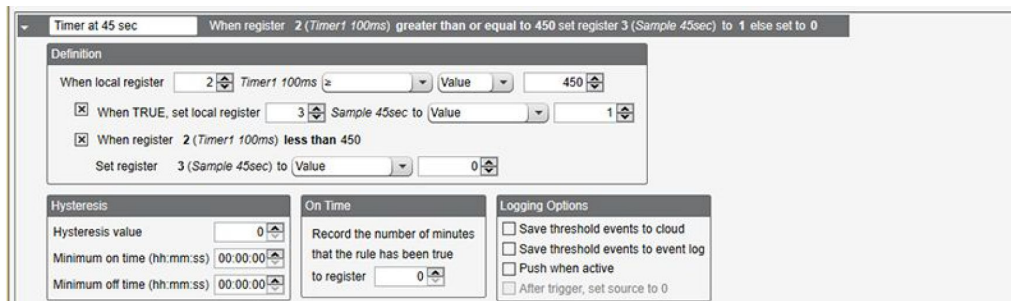 Timer at 45 sec When register 2 (Timer1 100ms) greater than or equal to 450 set register 3 (Sample 45sec) to 1 else set to 0
Definition
When local register 2 Timer1 100ms ≥ Value 450
When TRUE, set local register 3 Sample 45sec to Value 1
When register 2 (Timer1 100ms) less than 450
Set register 3 (Sample 45sec) to Value 0
Hysteresis
Hysteresis value 0
Minimum on time (hh:mm:ss) 00:00:00
Minimum off time (hh:mm:ss) 00:00:00
On Time
Record the number of minutes
that the rule has been true
to register 0
Logging Options
Save threshold events to cloud
Save threshold events to event log
Push when active
After trigger, set source to 0